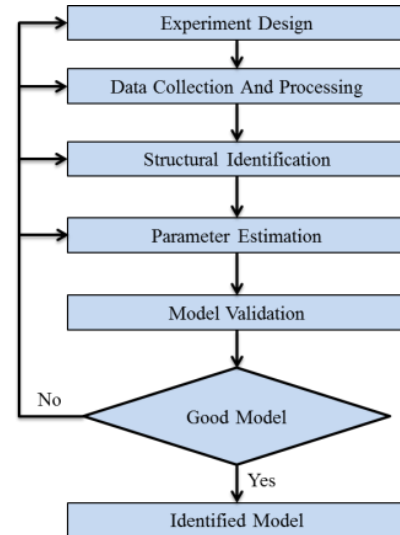 Experiment Design
Data Collection And Processing
Structural Identification
Parameter Estimation
Model Validation
No
Good Model
Yes
Identified Model